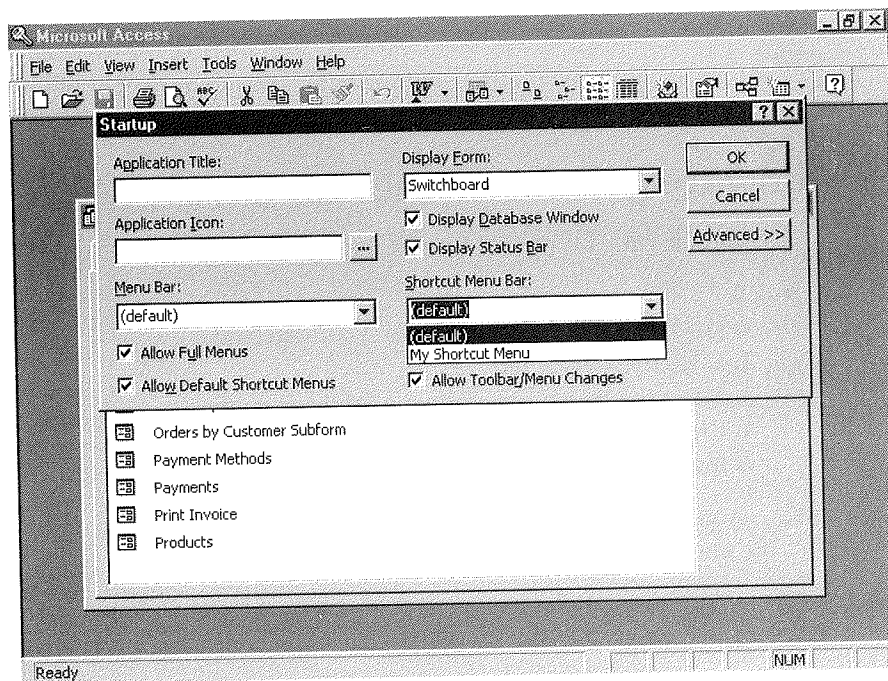 Microsoft Access
File Edit View Insert Tools Window Help
Startup
Application Title:
Display Form:
Switchboard
OK
Cancel
Advanced >>
Display Database Window
Display Status Bar
Application Icon:
...
Menu Bar:
(default)
Shortcut Menu Bar:
(default)
(default)
My Shortcut Menu
Allow Full Menus
Allow Default Shortcut Menus
Allow Toolbar/Menu Changes
Orders by Customer Subform
Payment Methods
Payments
Print Invoice
Products
Ready
NUM